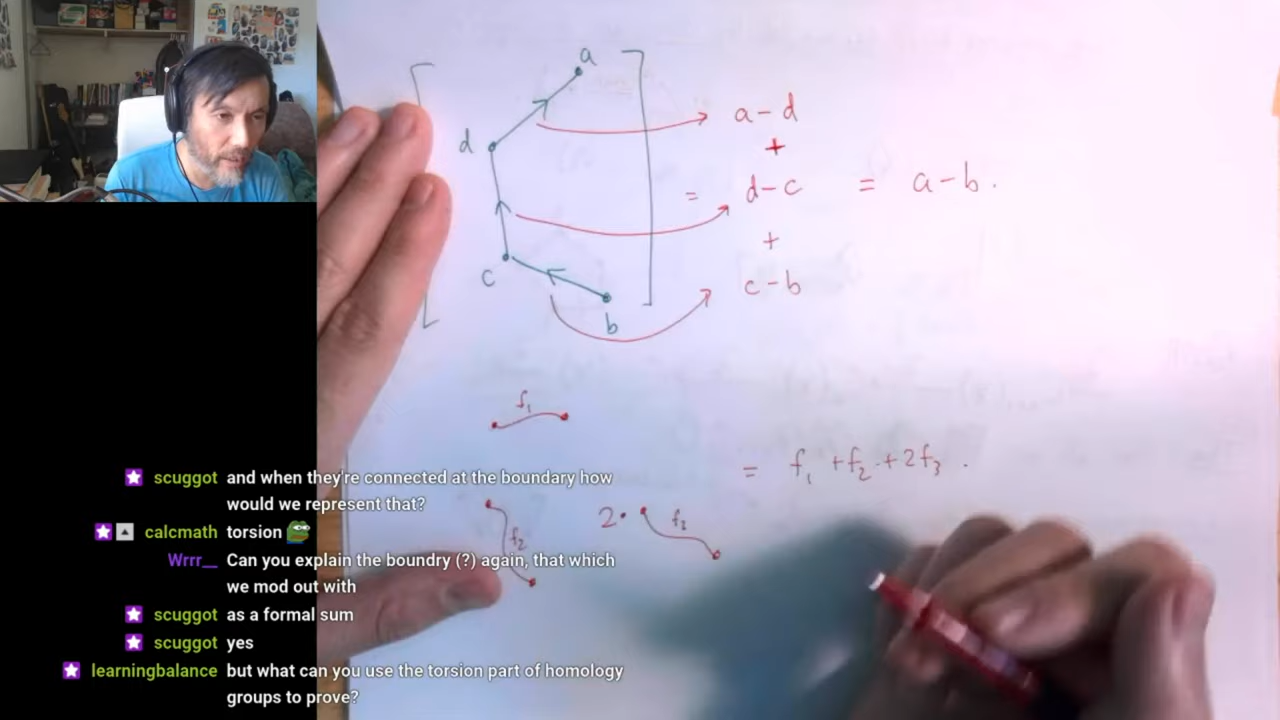 a
d
c
b
a - d
+
= d - c = a - b.
+
c - b
f₁
= f₁ + f₂ + 2f₃ .
2· f₃
f₂
scuggot and when they're connected at the boundary how
would we represent that?
calcmath torsion
Wrrr__ Can you explain the boundry (?) again, that which
we mod out with
scuggot as a formal sum
scuggot yes
learningbalance but what can you use the torsion part of homology
groups to prove?